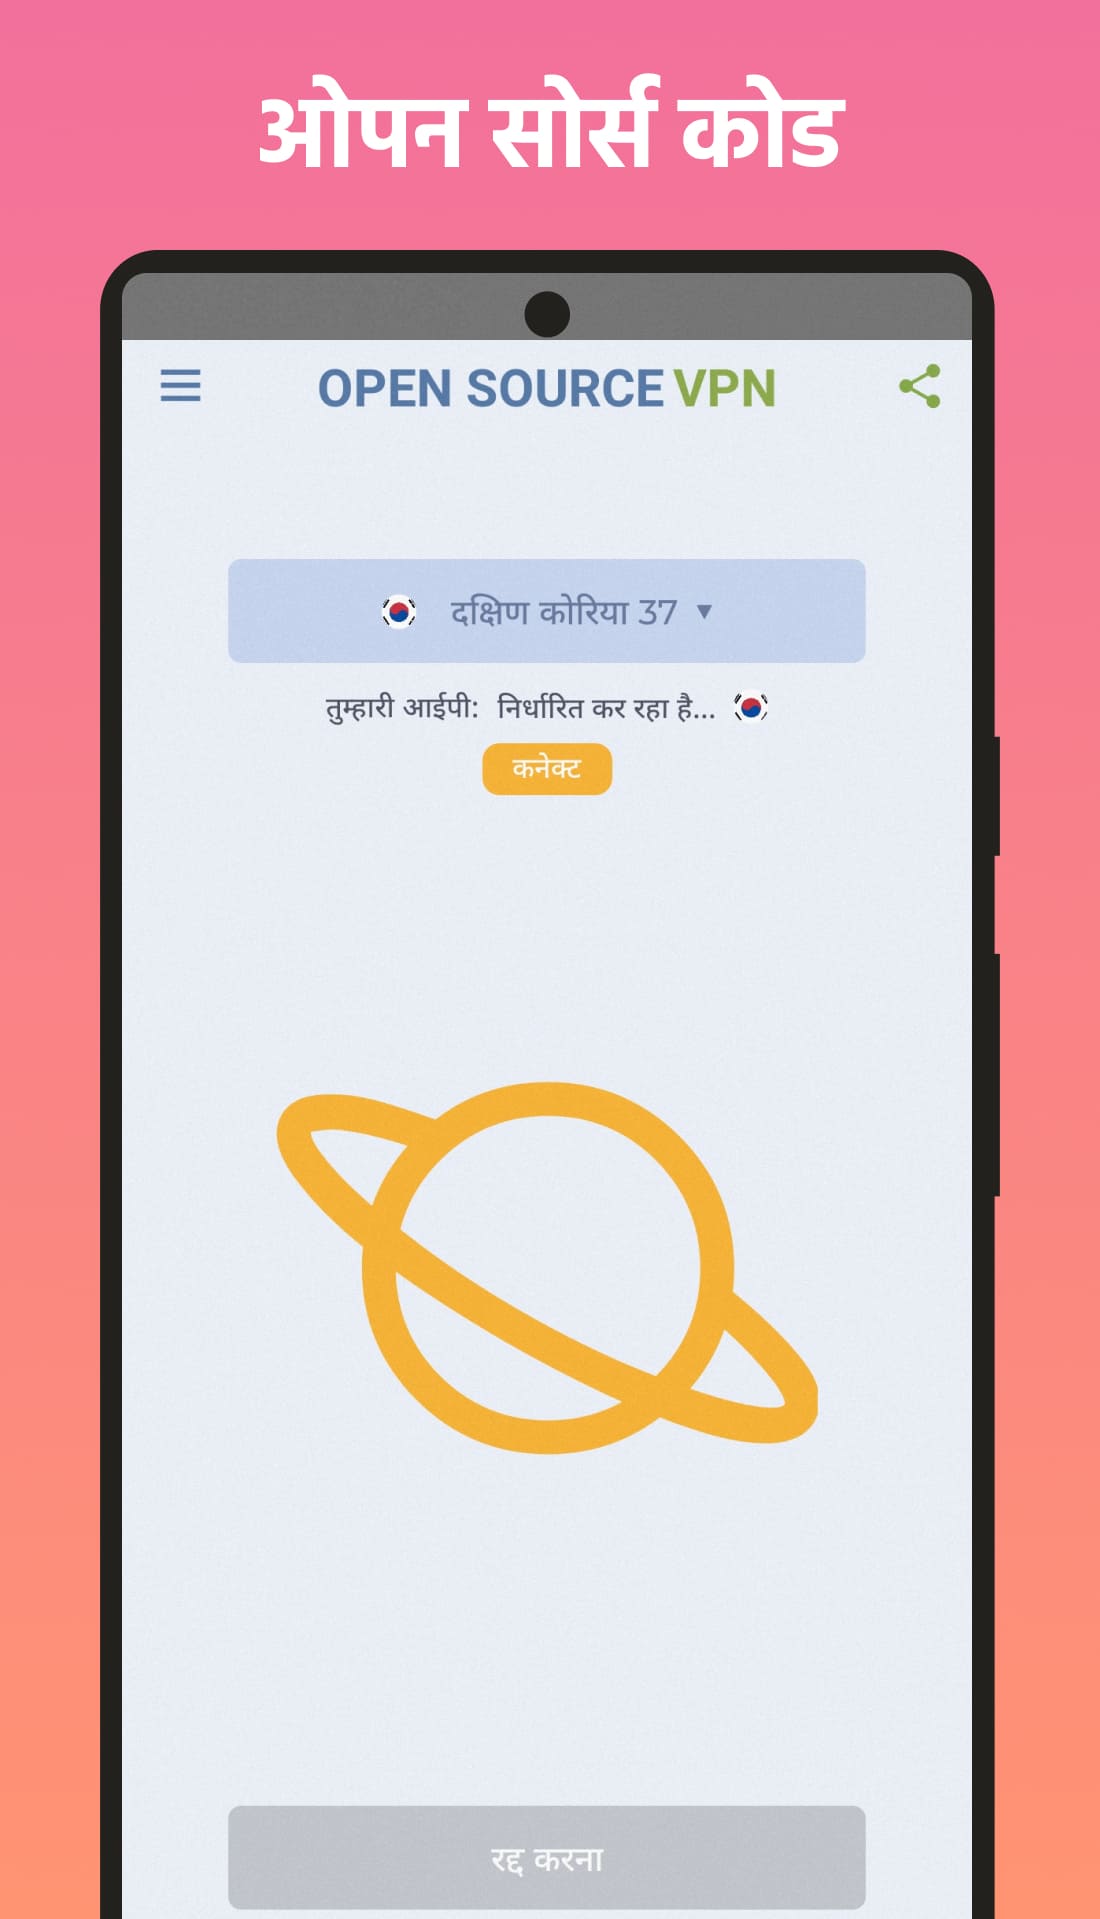 ओपन सोर्स कोड
OPEN SOURCE VPN
दक्षिण कोरिया 37 ▼
तुम्हारी आईपी: निर्धारित कर रहा है...
कनेक्ट
रद्द करना